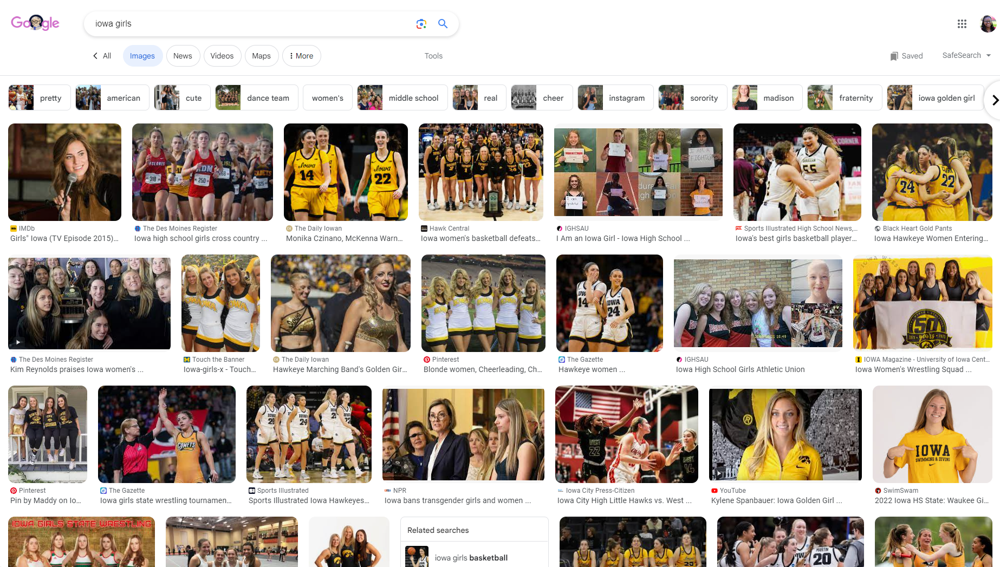 Google
iowa girls
All
Images
News
Videos
Maps
More
Tools
Saved
SafeSearch
pretty
american
cute
dance team
women's
middle school
real
cheer
instagram
sorority
madison
fraternity
iowa golden girl
IMDb
Girls" Iowa (TV Episode 2015)...
The Des Moines Register
Iowa high school girls cross country ...
The Daily Iowan
Monika Czinano, McKenna Warn...
Hawk Central
Iowa women's basketball defeats...
IGHSAU
I Am an Iowa Girl - Iowa High School ...
Sports Illustrated High School News,...
Iowa's best girls basketball player...
Black Heart Gold Pants
Iowa Hawkeye Women Entering...
The Des Moines Register
Kim Reynolds praises Iowa women's ...
Touch the Banner
Iowa-girls-x - Touch...
The Daily Iowan
Hawkeye Marching Band's Golden Gir...
Pinterest
Blonde women, Cheerleading, Ch...
The Gazette
Hawkeye women ...
IGHSAU
Iowa High School Girls Athletic Union
IOWA Magazine - University of Iowa Cent...
Iowa Women's Wrestling Squad ...
Pinterest
Pin by Maddy on Io...
The Gazette
Iowa girls state wrestling tournamen...
Sports Illustrated
Sports Illustrated Iowa Hawkeyes...
NPR
Iowa bans transgender girls and women ...
Iowa City Press-Citizen
Iowa City High Little Hawks vs. West ...
YouTube
Kylene Spanbauer: Iowa Golden Girl ...
SwimSwam
2022 Iowa HS State: Waukee Gi...
IOWA
SWIMMING & DIVING
COMETS
IOWA GIRLS STATE WRESTLING
Related searches
iowa girls basketball
MARTIN
20